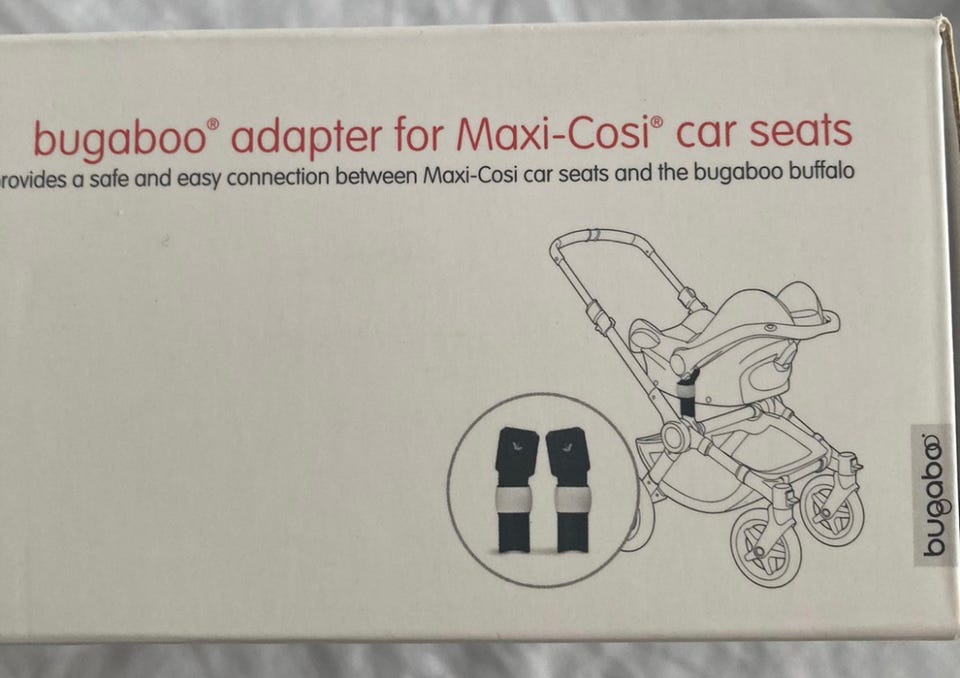 bugaboo® adapter for Maxi-Cosi® car seats
rovides a safe and easy connection between Maxi-Cosi car seats and the bugaboo buffalo
bugaboo®